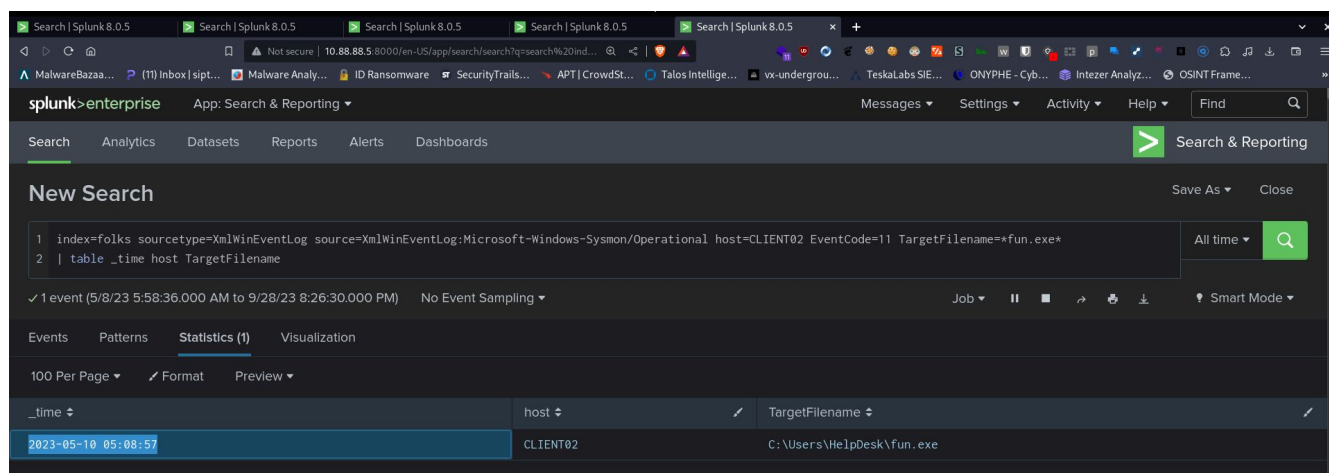 Search | Splunk 8.0.5 Search | Splunk 8.0.5 Search | Splunk 8.0.5 Search | Splunk 8.0.5 Search | Splunk 8.0.5 × +
Not secure | 10.88.88.5:8000/en-US/app/search/search?q=search%20ind...
MalwareBazaa... (11) Inbox | sipt... Malware Analy... ID Ransomware SecurityTrails... APT | CrowdSt... Talos Intellige... vx-undergrou... TeskaLabs SIE... ONYPHE - Cyb... Intezer Analyz... OSINT Frame... »
splunk>enterprise App: Search & Reporting Messages Settings Activity Help Find
Search Analytics Datasets Reports Alerts Dashboards Search & Reporting
New Search Save As Close
1 index=folks sourcetype=XmlWinEventLog source=XmlWinEventLog:Microsoft-Windows-Sysmon/Operational host=CLIENT02 EventCode=11 TargetFilename=*fun.exe* All time
2 | table _time host TargetFilename
✓ 1 event (5/8/23 5:58:36.000 AM to 9/28/23 8:26:30.000 PM) No Event Sampling Job Smart Mode
Events Patterns Statistics (1) Visualization
100 Per Page Format Preview
_time host TargetFilename
2023-05-10 05:08:57 CLIENT02 C:\Users\HelpDesk\fun.exe